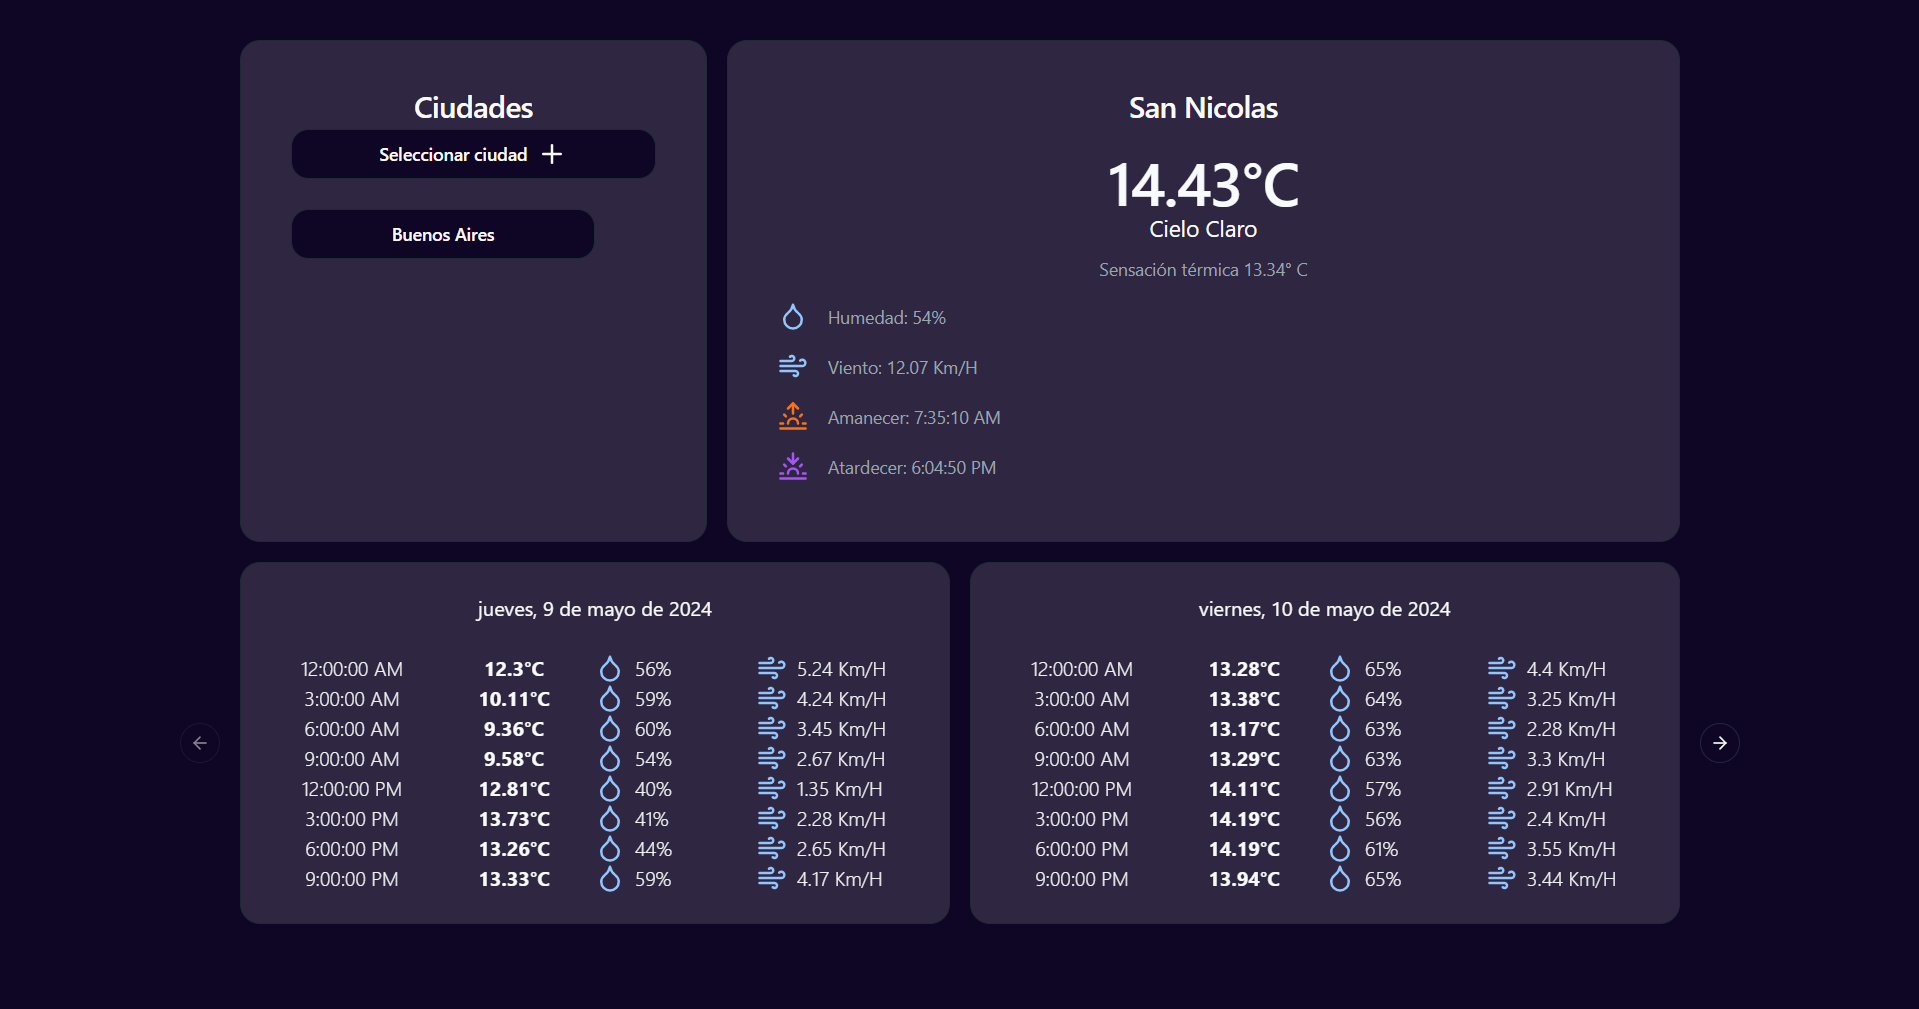 Ciudades
Seleccionar ciudad
Buenos Aires
San Nicolas
14.43°C
Cielo Claro
Sensación térmica 13.34° C
Humedad: 54%
Viento: 12.07 Km/H
Amanecer: 7:35:10 AM
Atardecer: 6:04:50 PM
jueves, 9 de mayo de 2024
12:00:00 AM 12.3°C 56% 5.24 Km/H
3:00:00 AM 10.11°C 59% 4.24 Km/H
6:00:00 AM 9.36°C 60% 3.45 Km/H
9:00:00 AM 9.58°C 54% 2.67 Km/H
12:00:00 PM 12.81°C 40% 1.35 Km/H
3:00:00 PM 13.73°C 41% 2.28 Km/H
6:00:00 PM 13.26°C 44% 2.65 Km/H
9:00:00 PM 13.33°C 59% 4.17 Km/H
viernes, 10 de mayo de 2024
12:00:00 AM 13.28°C 65% 4.4 Km/H
3:00:00 AM 13.38°C 64% 3.25 Km/H
6:00:00 AM 13.17°C 63% 2.28 Km/H
9:00:00 AM 13.29°C 63% 3.3 Km/H
12:00:00 PM 14.11°C 57% 2.91 Km/H
3:00:00 PM 14.19°C 56% 2.4 Km/H
6:00:00 PM 14.19°C 61% 3.55 Km/H
9:00:00 PM 13.94°C 65% 3.44 Km/H